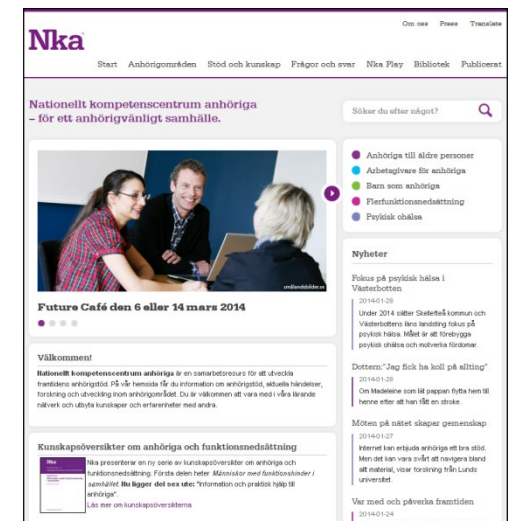 Om oss Press Translate
Nka
Start Anhörigområden Stöd och kunskap Frågor och svar Nka Play Bibliotek Publicerat
Nationellt kompetenscentrum anhöriga
– för ett anhörigvänligt samhälle.
Söker du efter något?
smålandsbilder.se
Future Café den 6 eller 14 mars 2014
Välkommen!
Nationellt kompetenscentrum anhöriga är en samarbetsresurs för att utveckla
framtidens anhörigstöd. På vår hemsida får du information om anhörigstöd, aktuella händelser,
forskning och utveckling inom anhörigområdet. Du är välkommen att vara med i våra lärande
nätverk och utbyta kunskaper och erfarenheter med andra.
Kunskapsöversikter om anhöriga och funktionsnedsättning
Nka
Nka presenterar en ny serie av kunskapsöversikter om anhöriga och
funktionsnedsättning. Första delen heter Människor med funktionshinder i
samhället. Nu ligger del sex ute: "Information och praktisk hjälp till
anhöriga".
Läs mer om kunskapsöversikterna
Anhöriga till äldre personer
Arbetsgivare för anhöriga
Barn som anhöriga
Flerfunktionsnedsättning
Psykisk ohälsa
Nyheter
Fokus på psykisk hälsa i
Västerbotten
2014-01-28
Under 2014 sätter Skellefteå kommun och
Västerbottens läns landsting fokus på
psykisk hälsa. Målet är att förebygga
psykisk ohälsa och motverka fördomar.
Dottern:"Jag fick ha koll på allting"
2014-01-28
Om Madeleine som lät pappan flytta hem till
henne efter att han fått en stroke.
Möten på nätet skapar gemenskap
2014-01-27
Internet kan erbjuda anhöriga ett bra stöd.
Men det kan vara svårt att navigera bland
allt material, visar forskning från Lunds
universitet.
Var med och påverka framtiden
2014-01-24